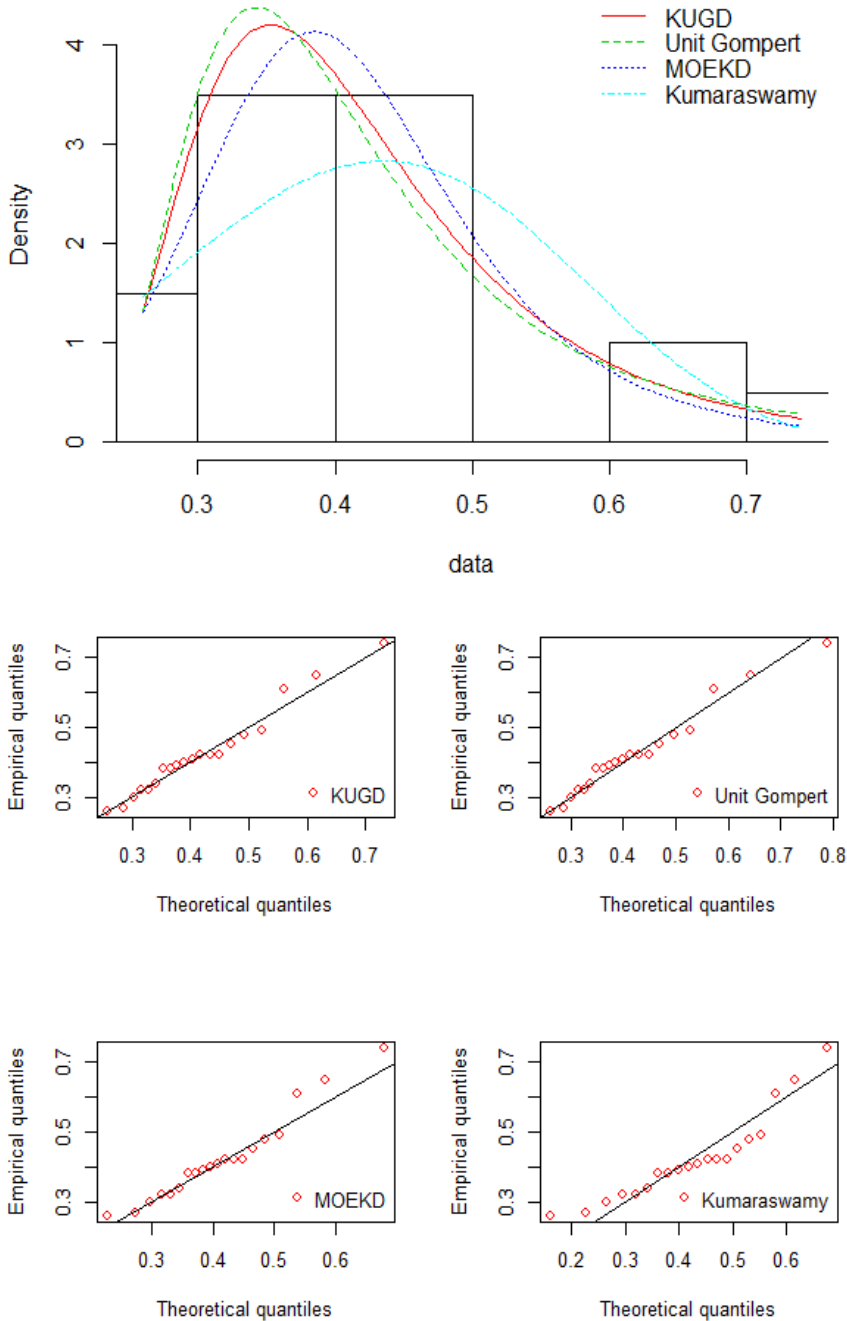 KUGD
Unit Gompert
MOEKD
Kumaraswamy
Density
0 1 2 3 4
0.3 0.4 0.5 0.6 0.7
data
Empirical quantiles
0.3 0.5 0.7
KUGD
0.3 0.4 0.5 0.6 0.7
Theoretical quantiles
Empirical quantiles
0.3 0.5 0.7
Unit Gompert
0.3 0.4 0.5 0.6 0.7 0.8
Theoretical quantiles
Empirical quantiles
0.3 0.5 0.7
MOEKD
0.3 0.4 0.5 0.6
Theoretical quantiles
Empirical quantiles
0.3 0.5 0.7
Kumaraswamy
0.2 0.3 0.4 0.5 0.6
Theoretical quantiles